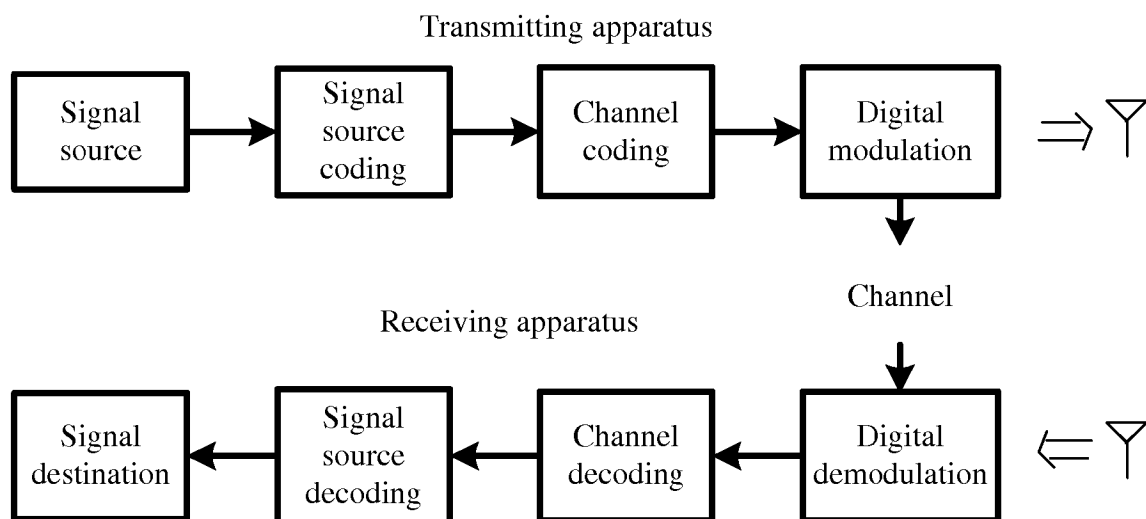 Transmitting apparatus
Signal
source
Signal
source
coding
Channel
coding
Digital
modulation
Channel
Receiving apparatus
Signal
destination
Signal
source
decoding
Channel
decoding
Digital
demodulation